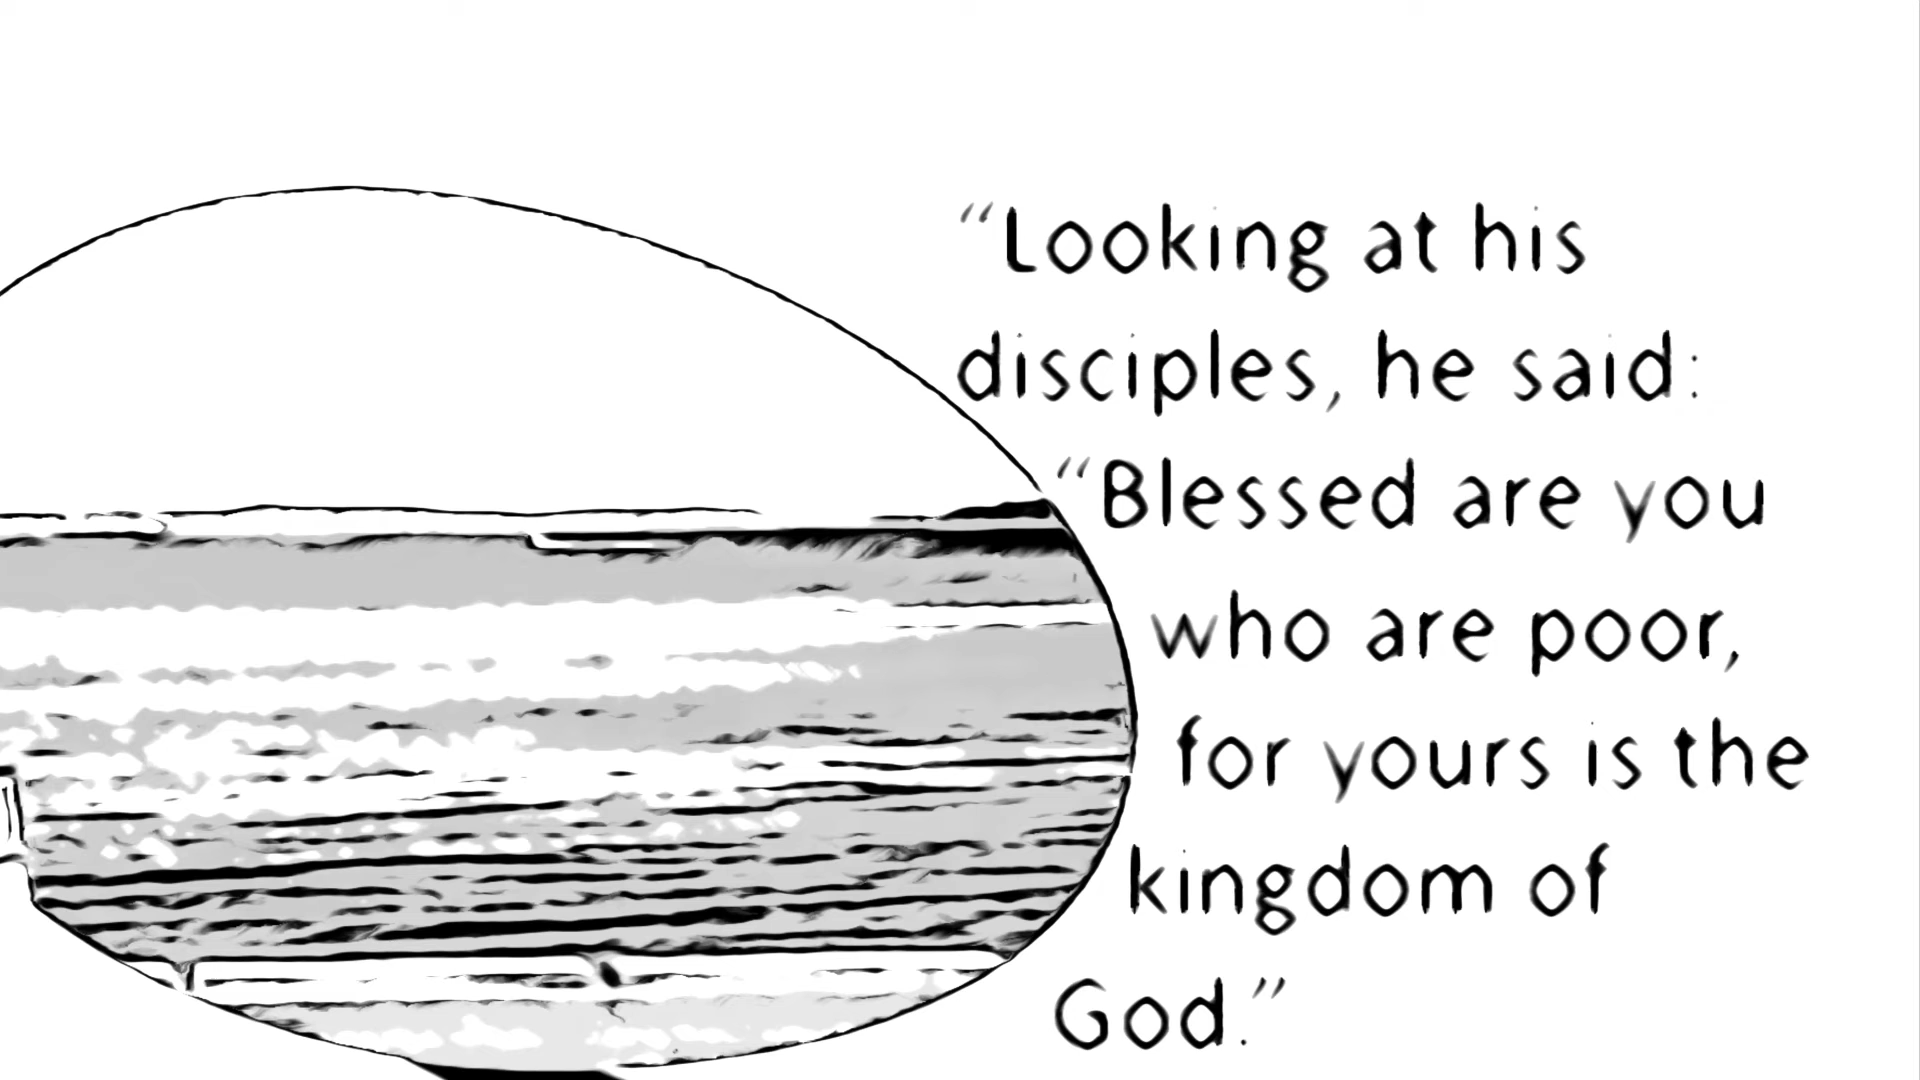 “Looking at his
disciples, he said:
“Blessed are you
who are poor,
for yours is the
kingdom of
God.”